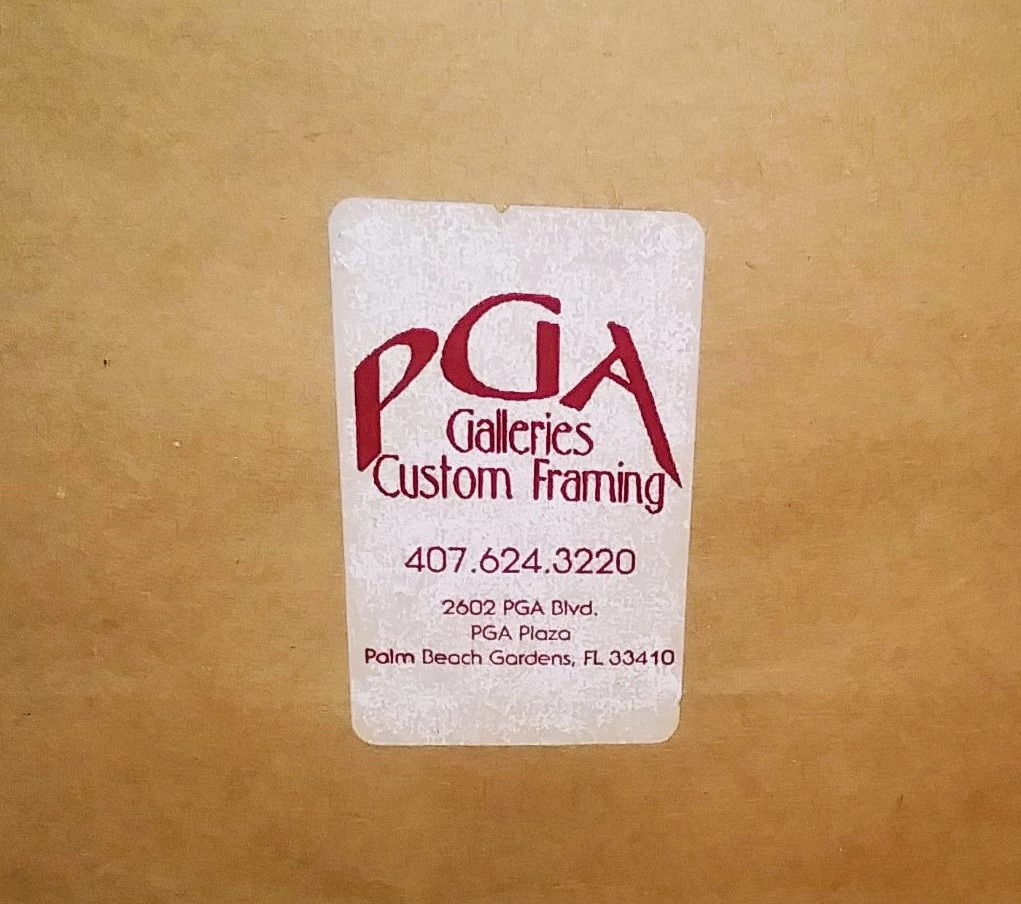 PGA
Galleries
Custom Framing
407.624.3220
2602 PGA Blvd.
PGA Plaza
Palm Beach Gardens, FL 33410